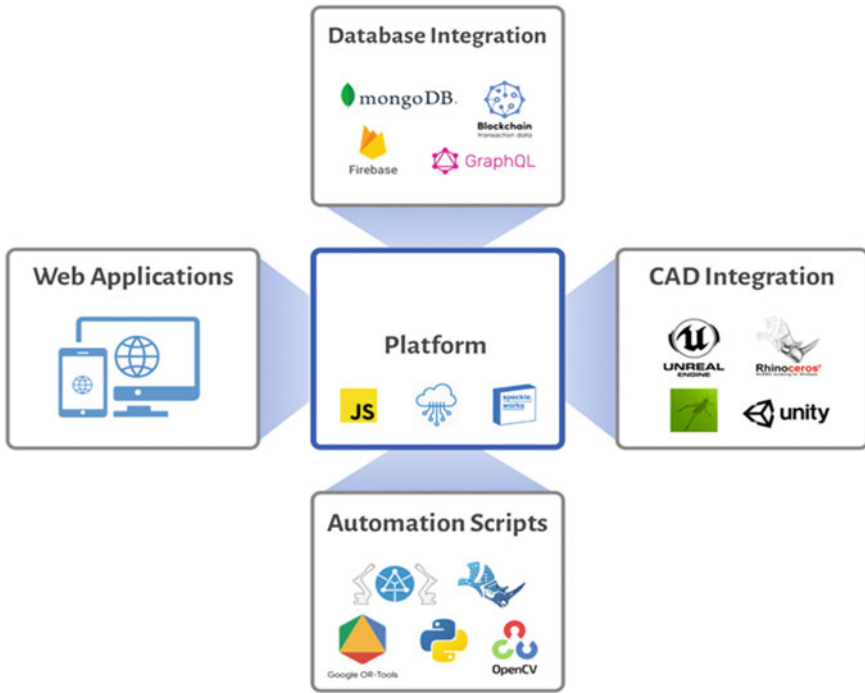 Database Integration
mongoDB.
Blockchain
transaction data
Firebase
GraphQL
Web Applications
Platform
JS
speckle.
works
CAD Integration
UNREAL
ENGINE
Rhinoceros®
unity
Automation Scripts
Google OR-Tools
OpenCV